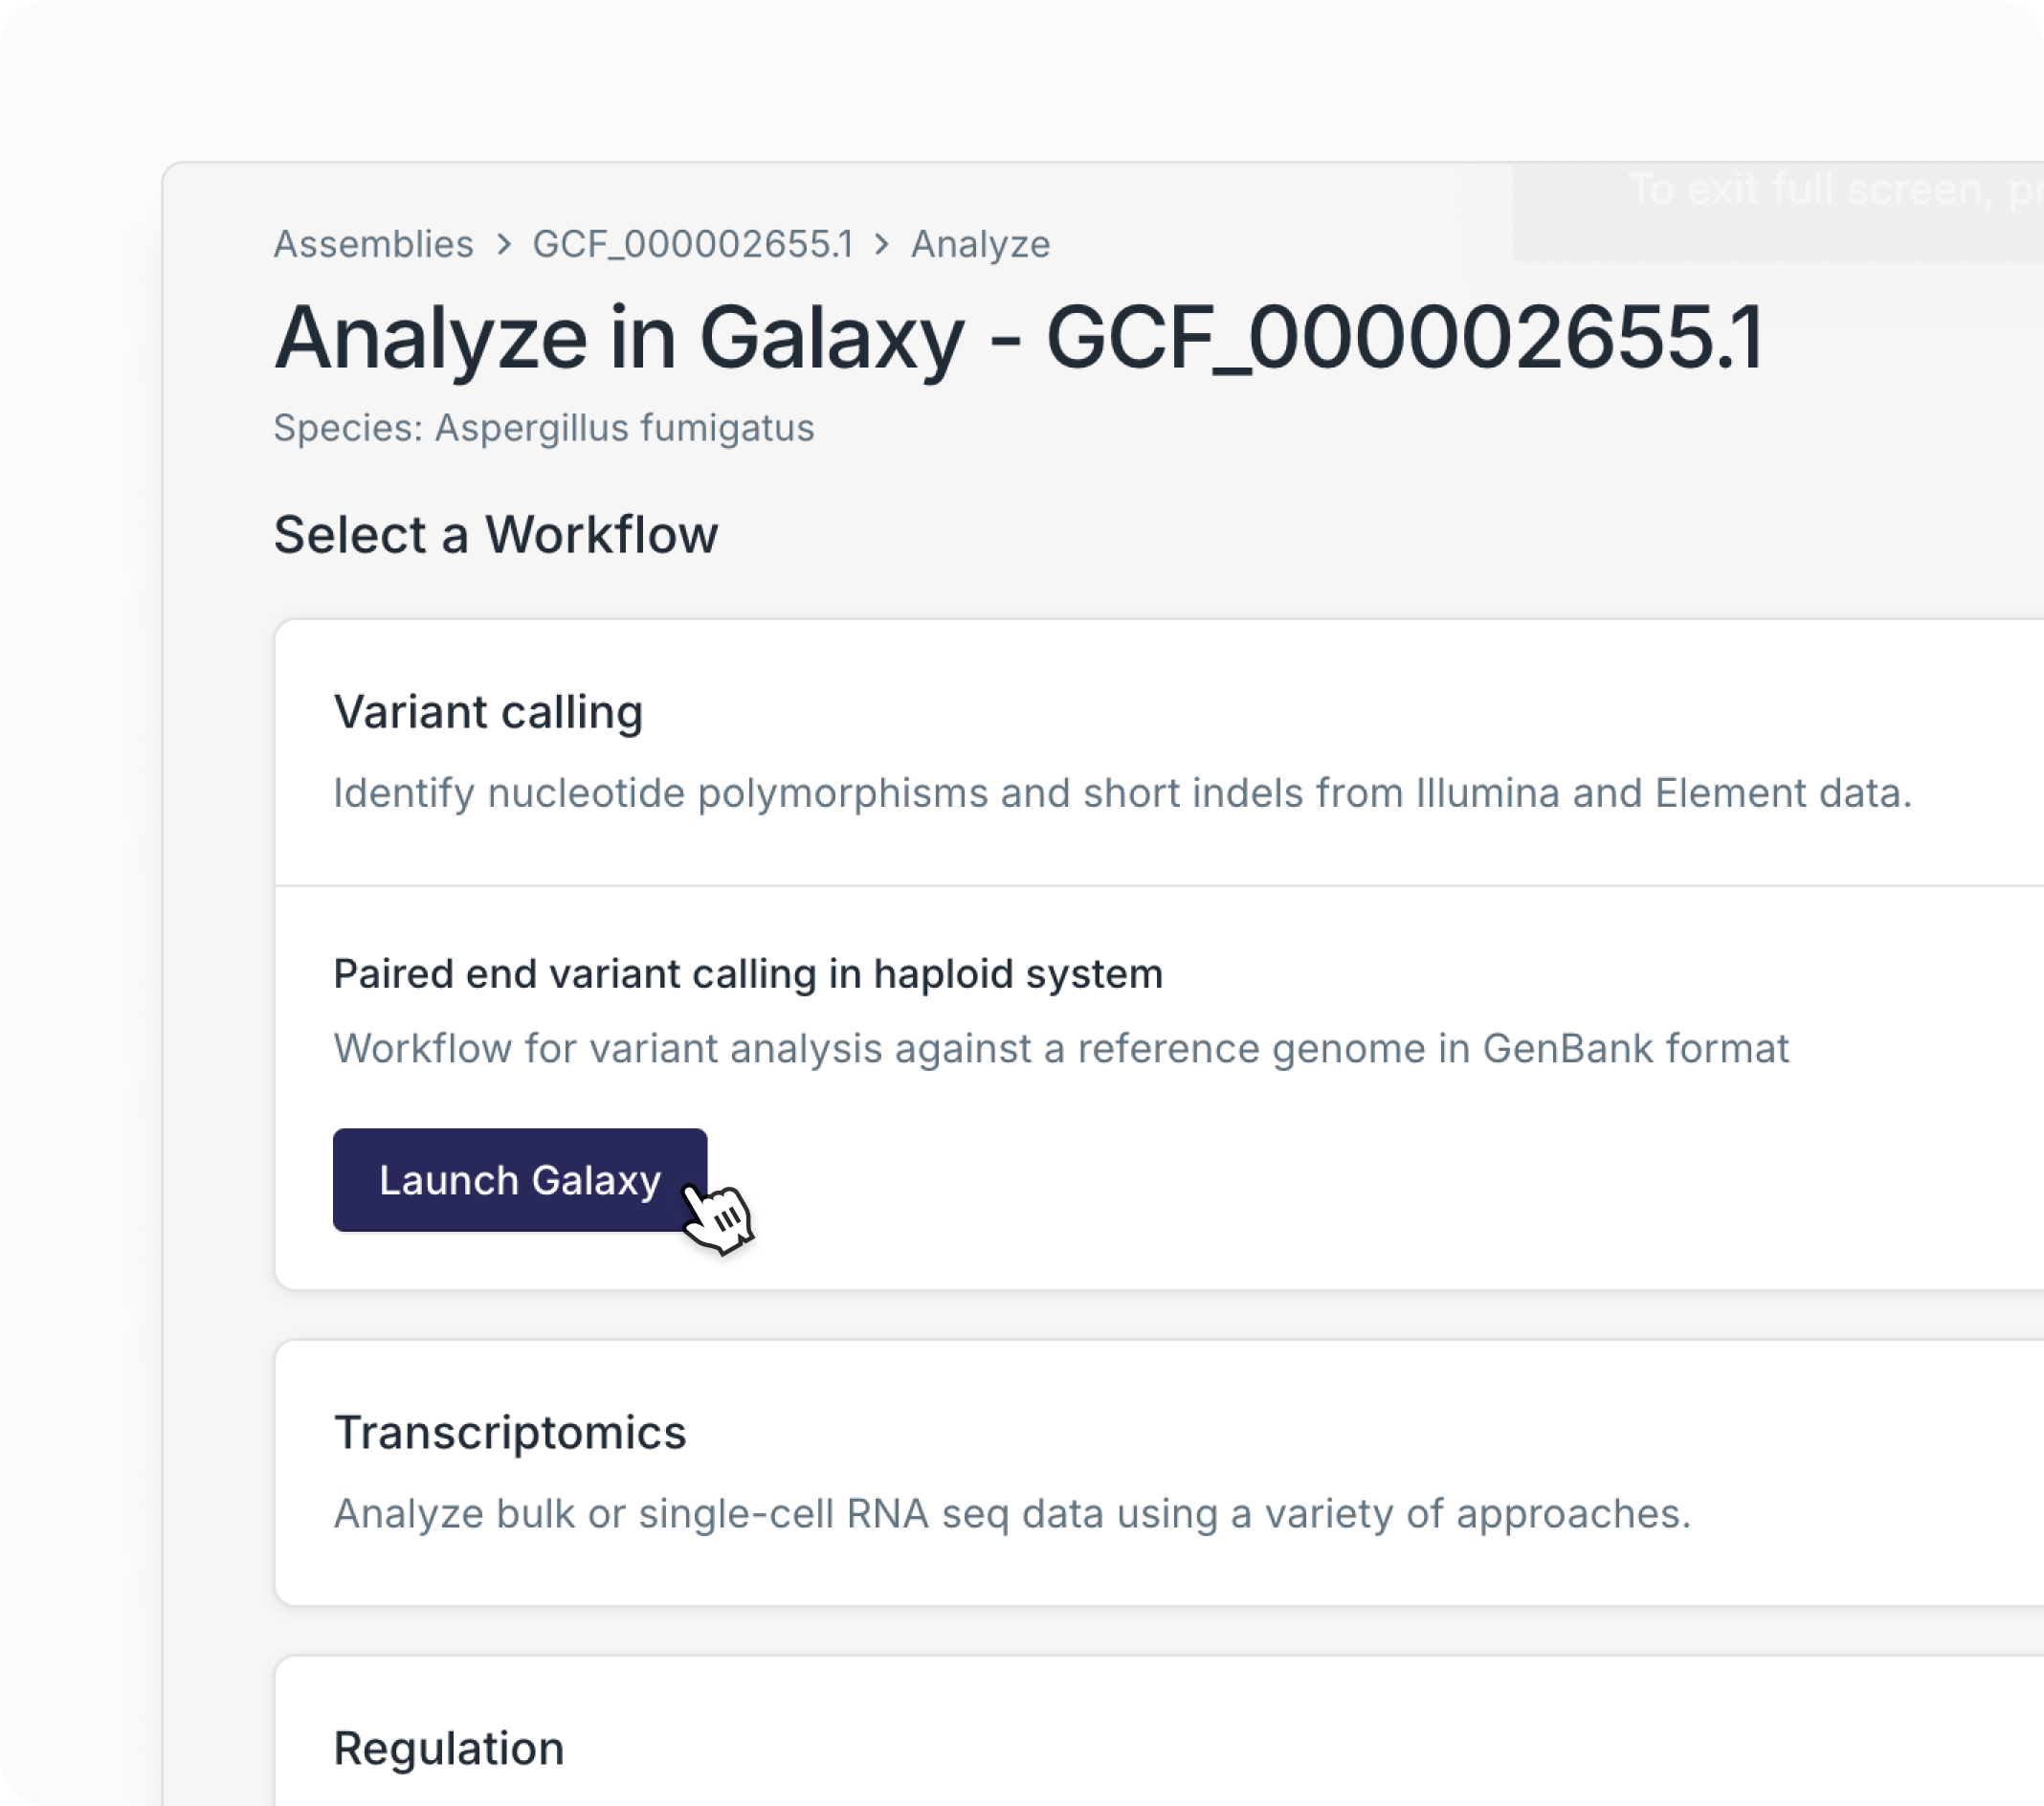 To exit full screen, pr
Assemblies > GCF_000002655.1 > Analyze
Analyze in Galaxy - GCF_000002655.1
Species: Aspergillus fumigatus
Select a Workflow
Variant calling
Identify nucleotide polymorphisms and short indels from Illumina and Element data.
Paired end variant calling in haploid system
Workflow for variant analysis against a reference genome in GenBank format
Launch Galaxy
Transcriptomics
Analyze bulk or single-cell RNA seq data using a variety of approaches.
Regulation